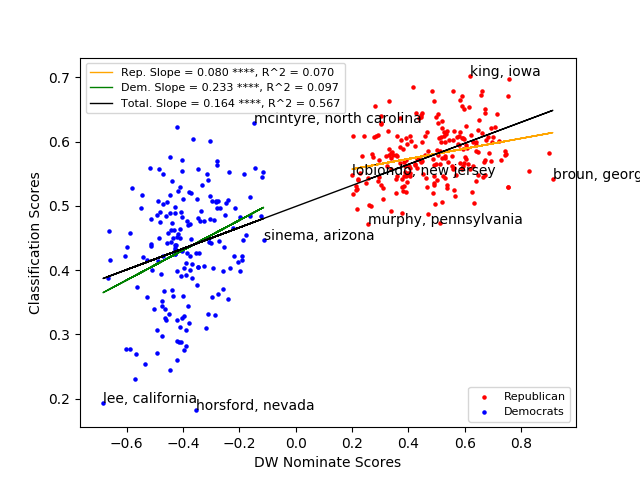 Rep. Slope = 0.080 ****, R^2 = 0.070
Dem. Slope = 0.233 ****, R^2 = 0.097
Total. Slope = 0.164 ****, R^2 = 0.567
king, iowa
mcintyre, north carolina
lobiondo, new jersey
broun, georg
murphy, pennsylvania
sinema, arizona
lee, california
horsford, nevada
Republican
Democrats
0.7
0.6
0.5
0.4
0.3
0.2
Classification Scores
−0.6 −0.4 −0.2 0.0 0.2 0.4 0.6 0.8
DW Nominate Scores